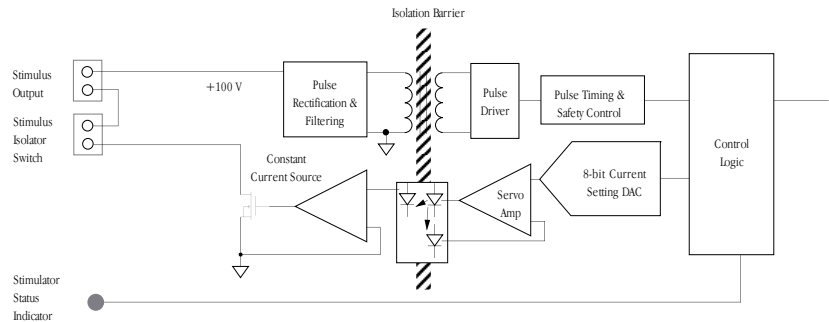 Isolation Barrier
Stimulus
Output
+100 V
Pulse
Rectification &
Filtering
Pulse
Driver
Pulse Timing &
Safety Control
Control
Logic
Stimulus
Isolator
Switch
Constant
Current Source
Servo
Amp
8-bit Current
Setting DAC
Stimulator
Status
Indicator